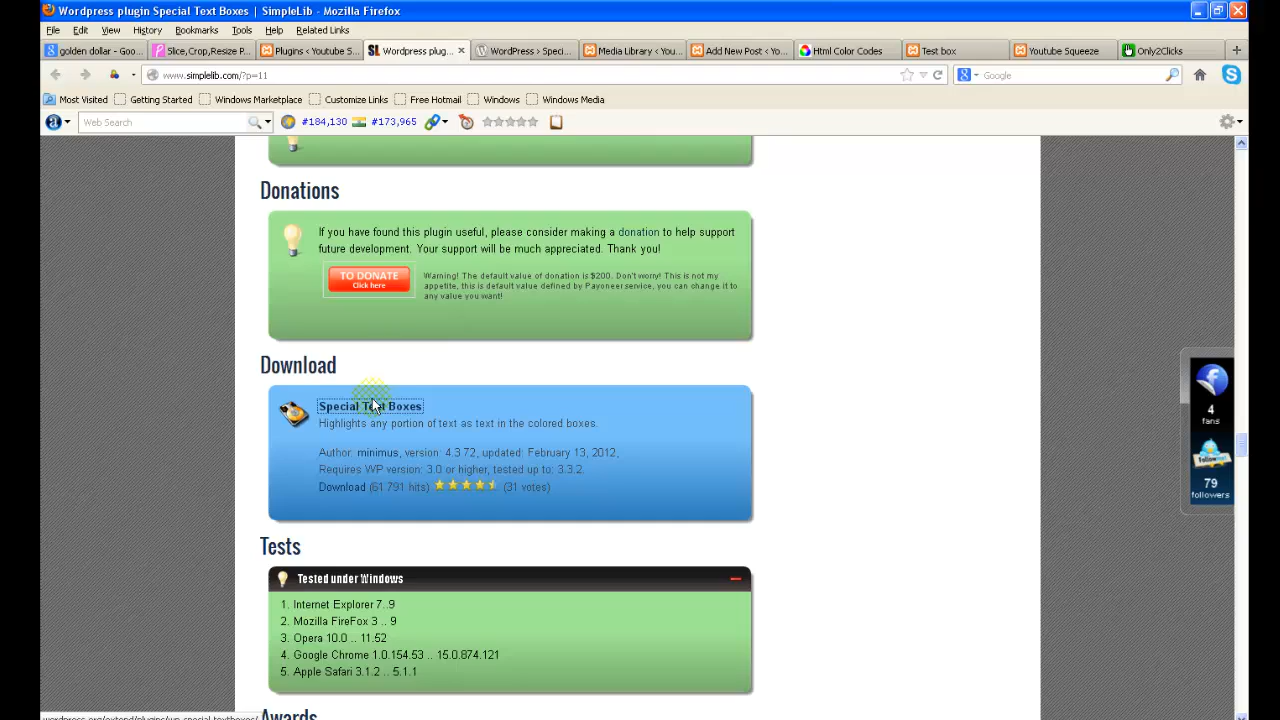 Wordpress plugin Special Text Boxes | SimpleLib - Mozilla Firefox
File Edit View History Bookmarks Tools Help Related Links
golden dollar - Goo... Slice,Crop,Resize P... Plugins < Youtube S... SL Wordpress plug... × WordPress › Speci... Media Library < You... Add New Post < Yo... Html Color Codes Test box Youtube Squeeze Only2Clicks +
www.simplelib.com/?p=11 Google
Most Visited Getting Started Windows Marketplace Customize Links Free Hotmail Windows Windows Media
a Web Search #184,130 #173,965
Donations
If you have found this plugin useful, please consider making a donation to help support
future development. Your support will be much appreciated. Thank you!
TO DONATE
Click here
Warning! The default value of donation is $200. Don't worry! This is not my
appetite, this is default value defined by Payoneer service, you can change it to
any value you want!
Download
Special Text Boxes
Highlights any portion of text as text in the colored boxes.
Author: minimus, version: 4.3.72, updated: February 13, 2012,
Requires WP version: 3.0 or higher, tested up to: 3.3.2.
Download (61 791 hits) (31 votes)
4
fans
follow me!
79
followers
Tests
Tested under Windows
1. Internet Explorer 7..9
2. Mozilla FireFox 3 .. 9
3. Opera 10.0 .. 11.52
4. Google Chrome 1.0.154.53 .. 15.0.874.121
5. Apple Safari 3.1.2 .. 5.1.1
Awards
wordpress.org/extend/plugins/wp-special-textboxes/